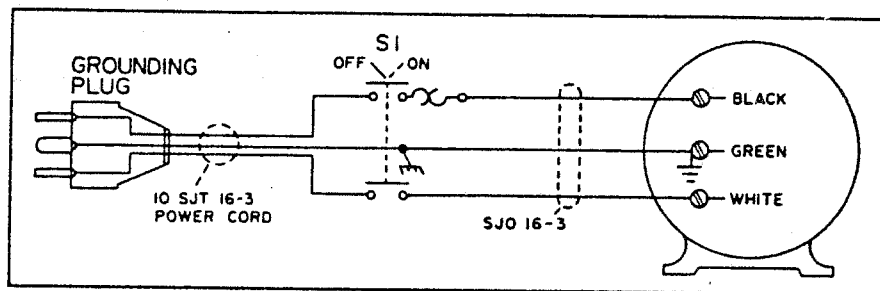 S1
OFF ON
GROUNDING
PLUG
BLACK
GREEN
WHITE
10 SJT 16-3
POWER CORD
SJO 16-3